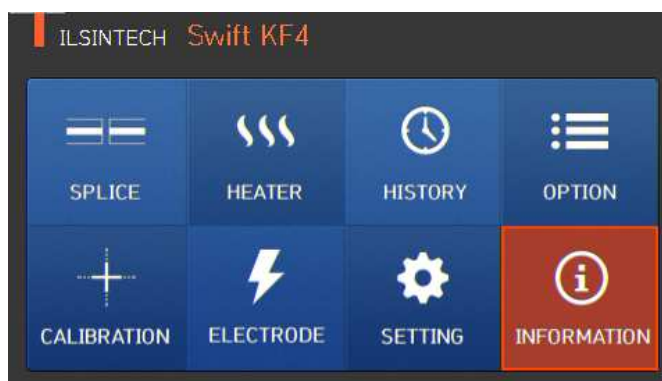 ILSINTECH Swift KF4
SPLICE HEATER HISTORY OPTION
CALIBRATION ELECTRODE SETTING INFORMATION